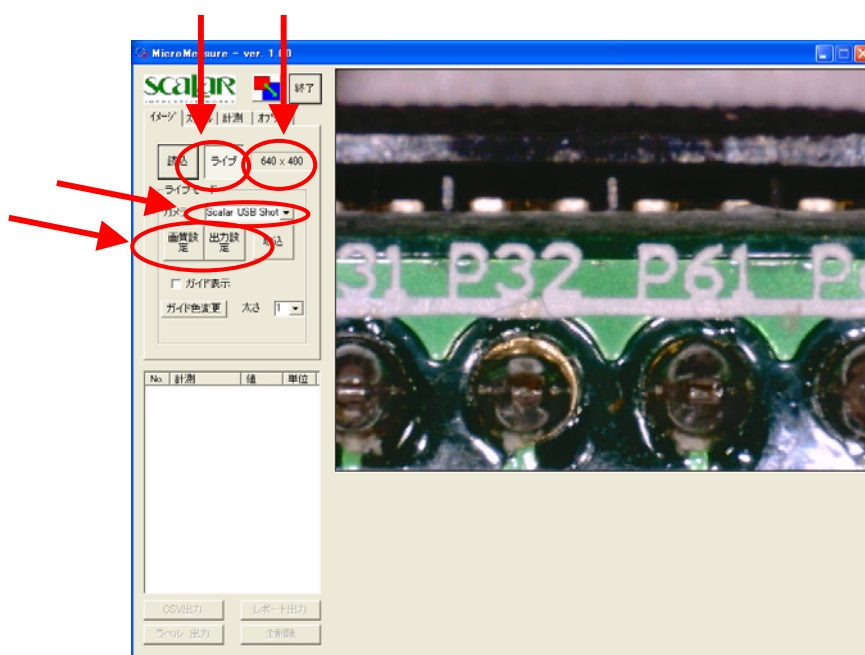 MicroMeasure - ver. 1.00
scalar
終了
イメージ
計測
読込
ライブ
640 × 480
ライブモード
カメラ
Scalar USB Shot
画質設定
出力設定
取込
ガイド表示
ガイド色変更
太さ
1
No. 計測 値 単位
CSV出力
レポート出力
ラベル 出力
全削除
31 P32 P61 P